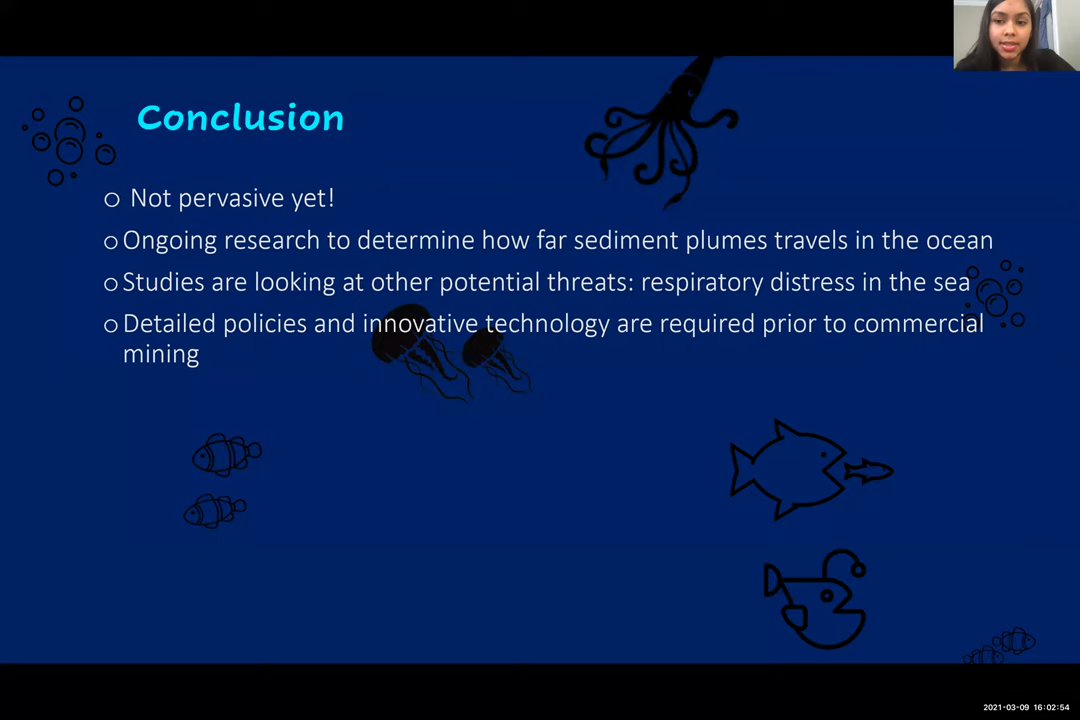 Conclusion
o Not pervasive yet!
o Ongoing research to determine how far sediment plumes travels in the ocean
o Studies are looking at other potential threats: respiratory distress in the sea
o Detailed policies and innovative technology are required prior to commercial
mining
2021-03-09 16:02:54